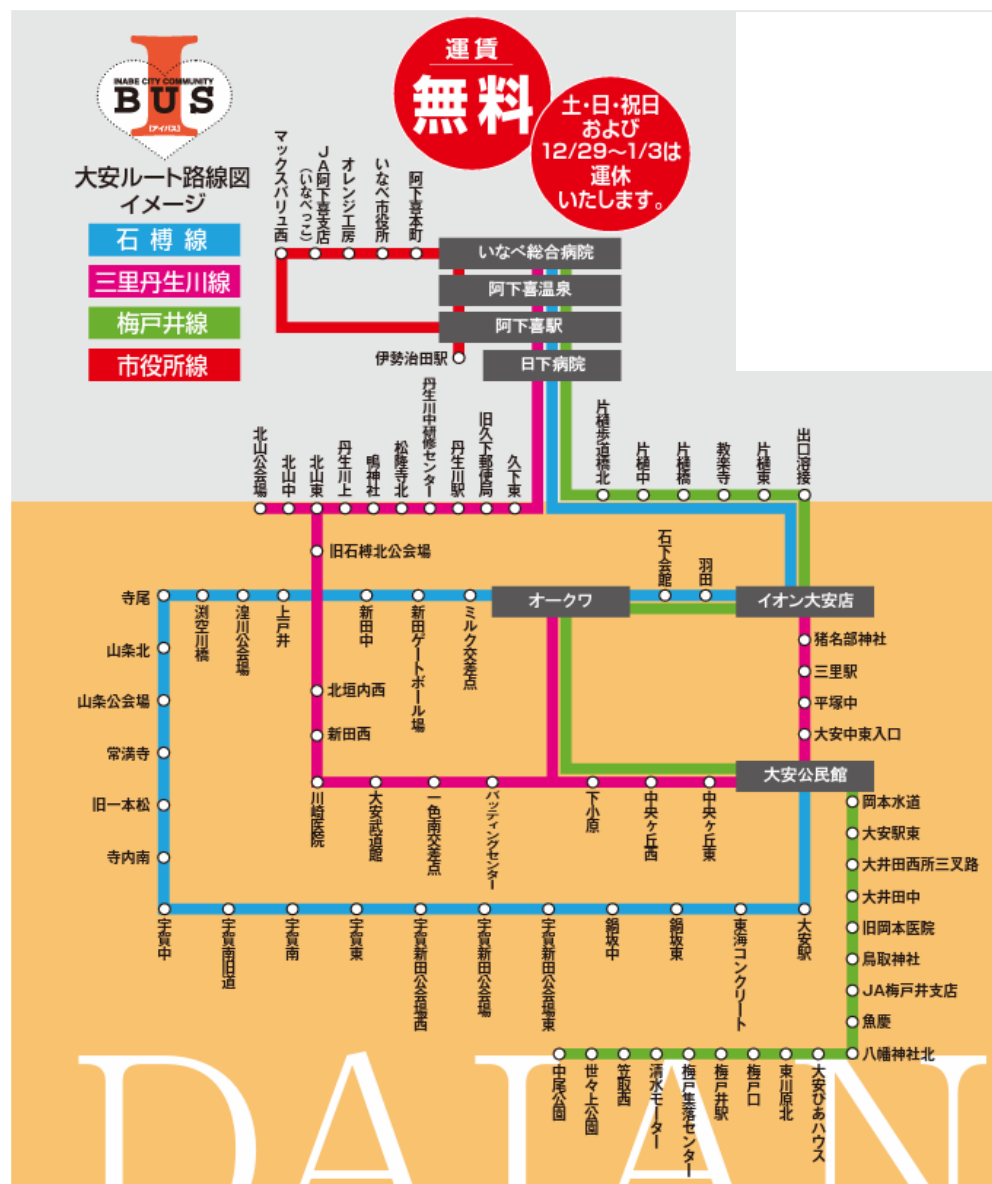 INABE CITY COMMUNITY
I BUS
[アイバス]
大安ルート路線図
イメージ
石榑線
三里丹生川線
梅戸井線
市役所線
運賃
無料
土・日・祝日
および
12/29〜1/3は
運休
いたします。
マックスバリュ西
JA阿下喜支店
(いなべっこ)
オレンジ工房
いなべ市役所
阿下喜本町
いなべ総合病院
阿下喜温泉
阿下喜駅
日下病院
伊勢治田駅
北山公会場
北山中
北山東
丹生川上
鴨神社
松隆寺北
丹生川中研修センター
丹生川駅
旧久下郵便局
久下東
片樋歩道橋北
片樋中
片樋橋
教楽寺
片樋東
出口溶接
旧石榑北公会場
石下会館
羽田
寺尾
渕空川橋
湟川公会場
上戸井
新田中
新田ゲートボール場
ミルク交差点
オークワ
イオン大安店
山条北
山条公会場
常満寺
旧一本松
寺内南
北垣内西
新田西
猪名部神社
三里駅
平塚中
大安中東入口
大安公民館
川崎医院
大安武道館
一色南交差点
バッティングセンター
下小原
中央ヶ丘西
中央ヶ丘東
岡本水道
大安駅東
大井田西所三叉路
大井田中
旧岡本医院
鳥取神社
JA梅戸井支店
魚慶
八幡神社北
宇賀中
宇賀南旧道
宇賀南
宇賀東
宇賀新田公会場西
宇賀新田公会場
宇賀新田公会場東
鍋坂中
鍋坂東
東海コンクリート
大安駅
中尾公園
世々上公園
笠取西
清水モーター
梅戸集落センター
梅戸井駅
梅戸口
東川原北
大安ぴあハウス
DAIAN